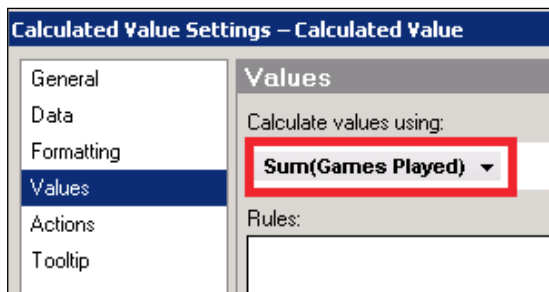 Calculated Value Settings – Calculated Value
General
Data
Formatting
Values
Actions
Tooltip
Values
Calculate values using:
Sum(Games Played)
Rules: